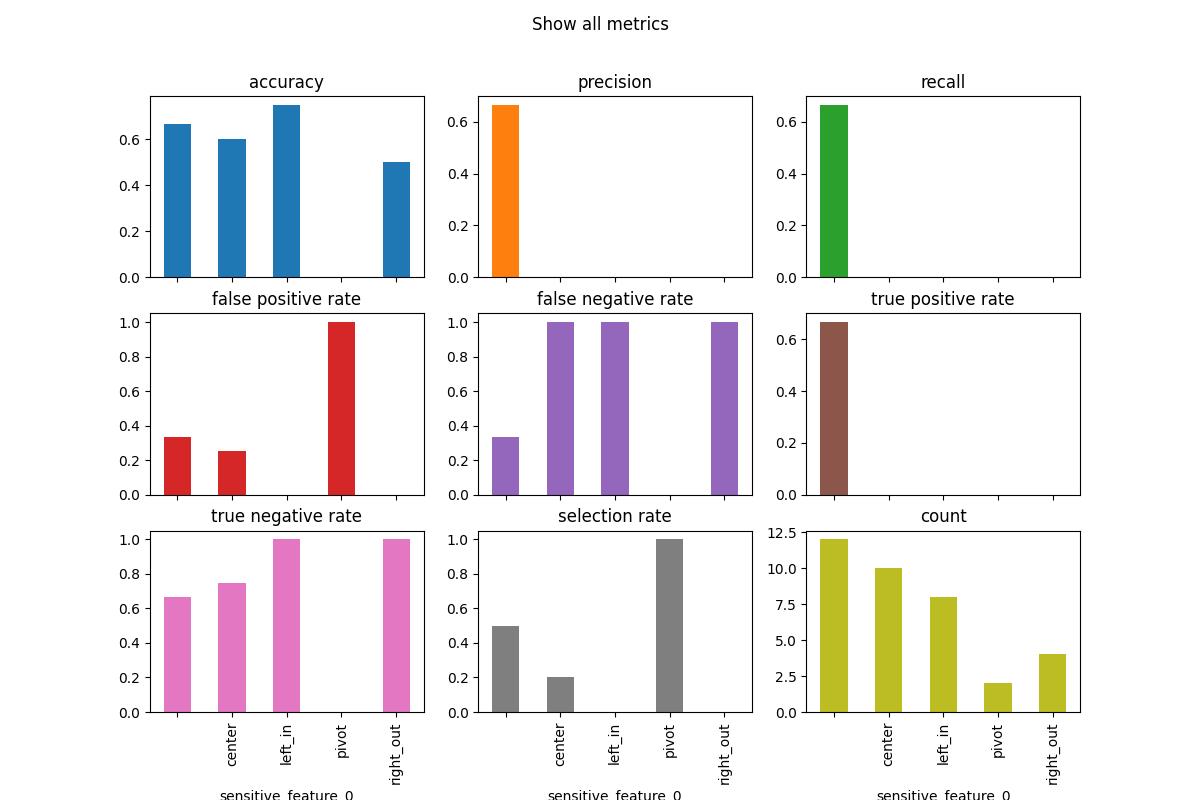 Show all metrics
accuracy
precision
recall
0.6
0.4
0.2
0.0
0.6
0.4
0.2
0.0
0.6
0.4
0.2
0.0
false positive rate
false negative rate
true positive rate
1.0
0.8
0.6
0.4
0.2
0.0
1.0
0.8
0.6
0.4
0.2
0.0
0.6
0.4
0.2
0.0
true negative rate
selection rate
count
1.0
0.8
0.6
0.4
0.2
0.0
1.0
0.8
0.6
0.4
0.2
0.0
12.5
10.0
7.5
5.0
2.5
0.0
center
left_in
pivot
right_out
center
left_in
pivot
right_out
center
left_in
pivot
right_out
sensitive_feature_0
sensitive_feature_0
sensitive_feature_0